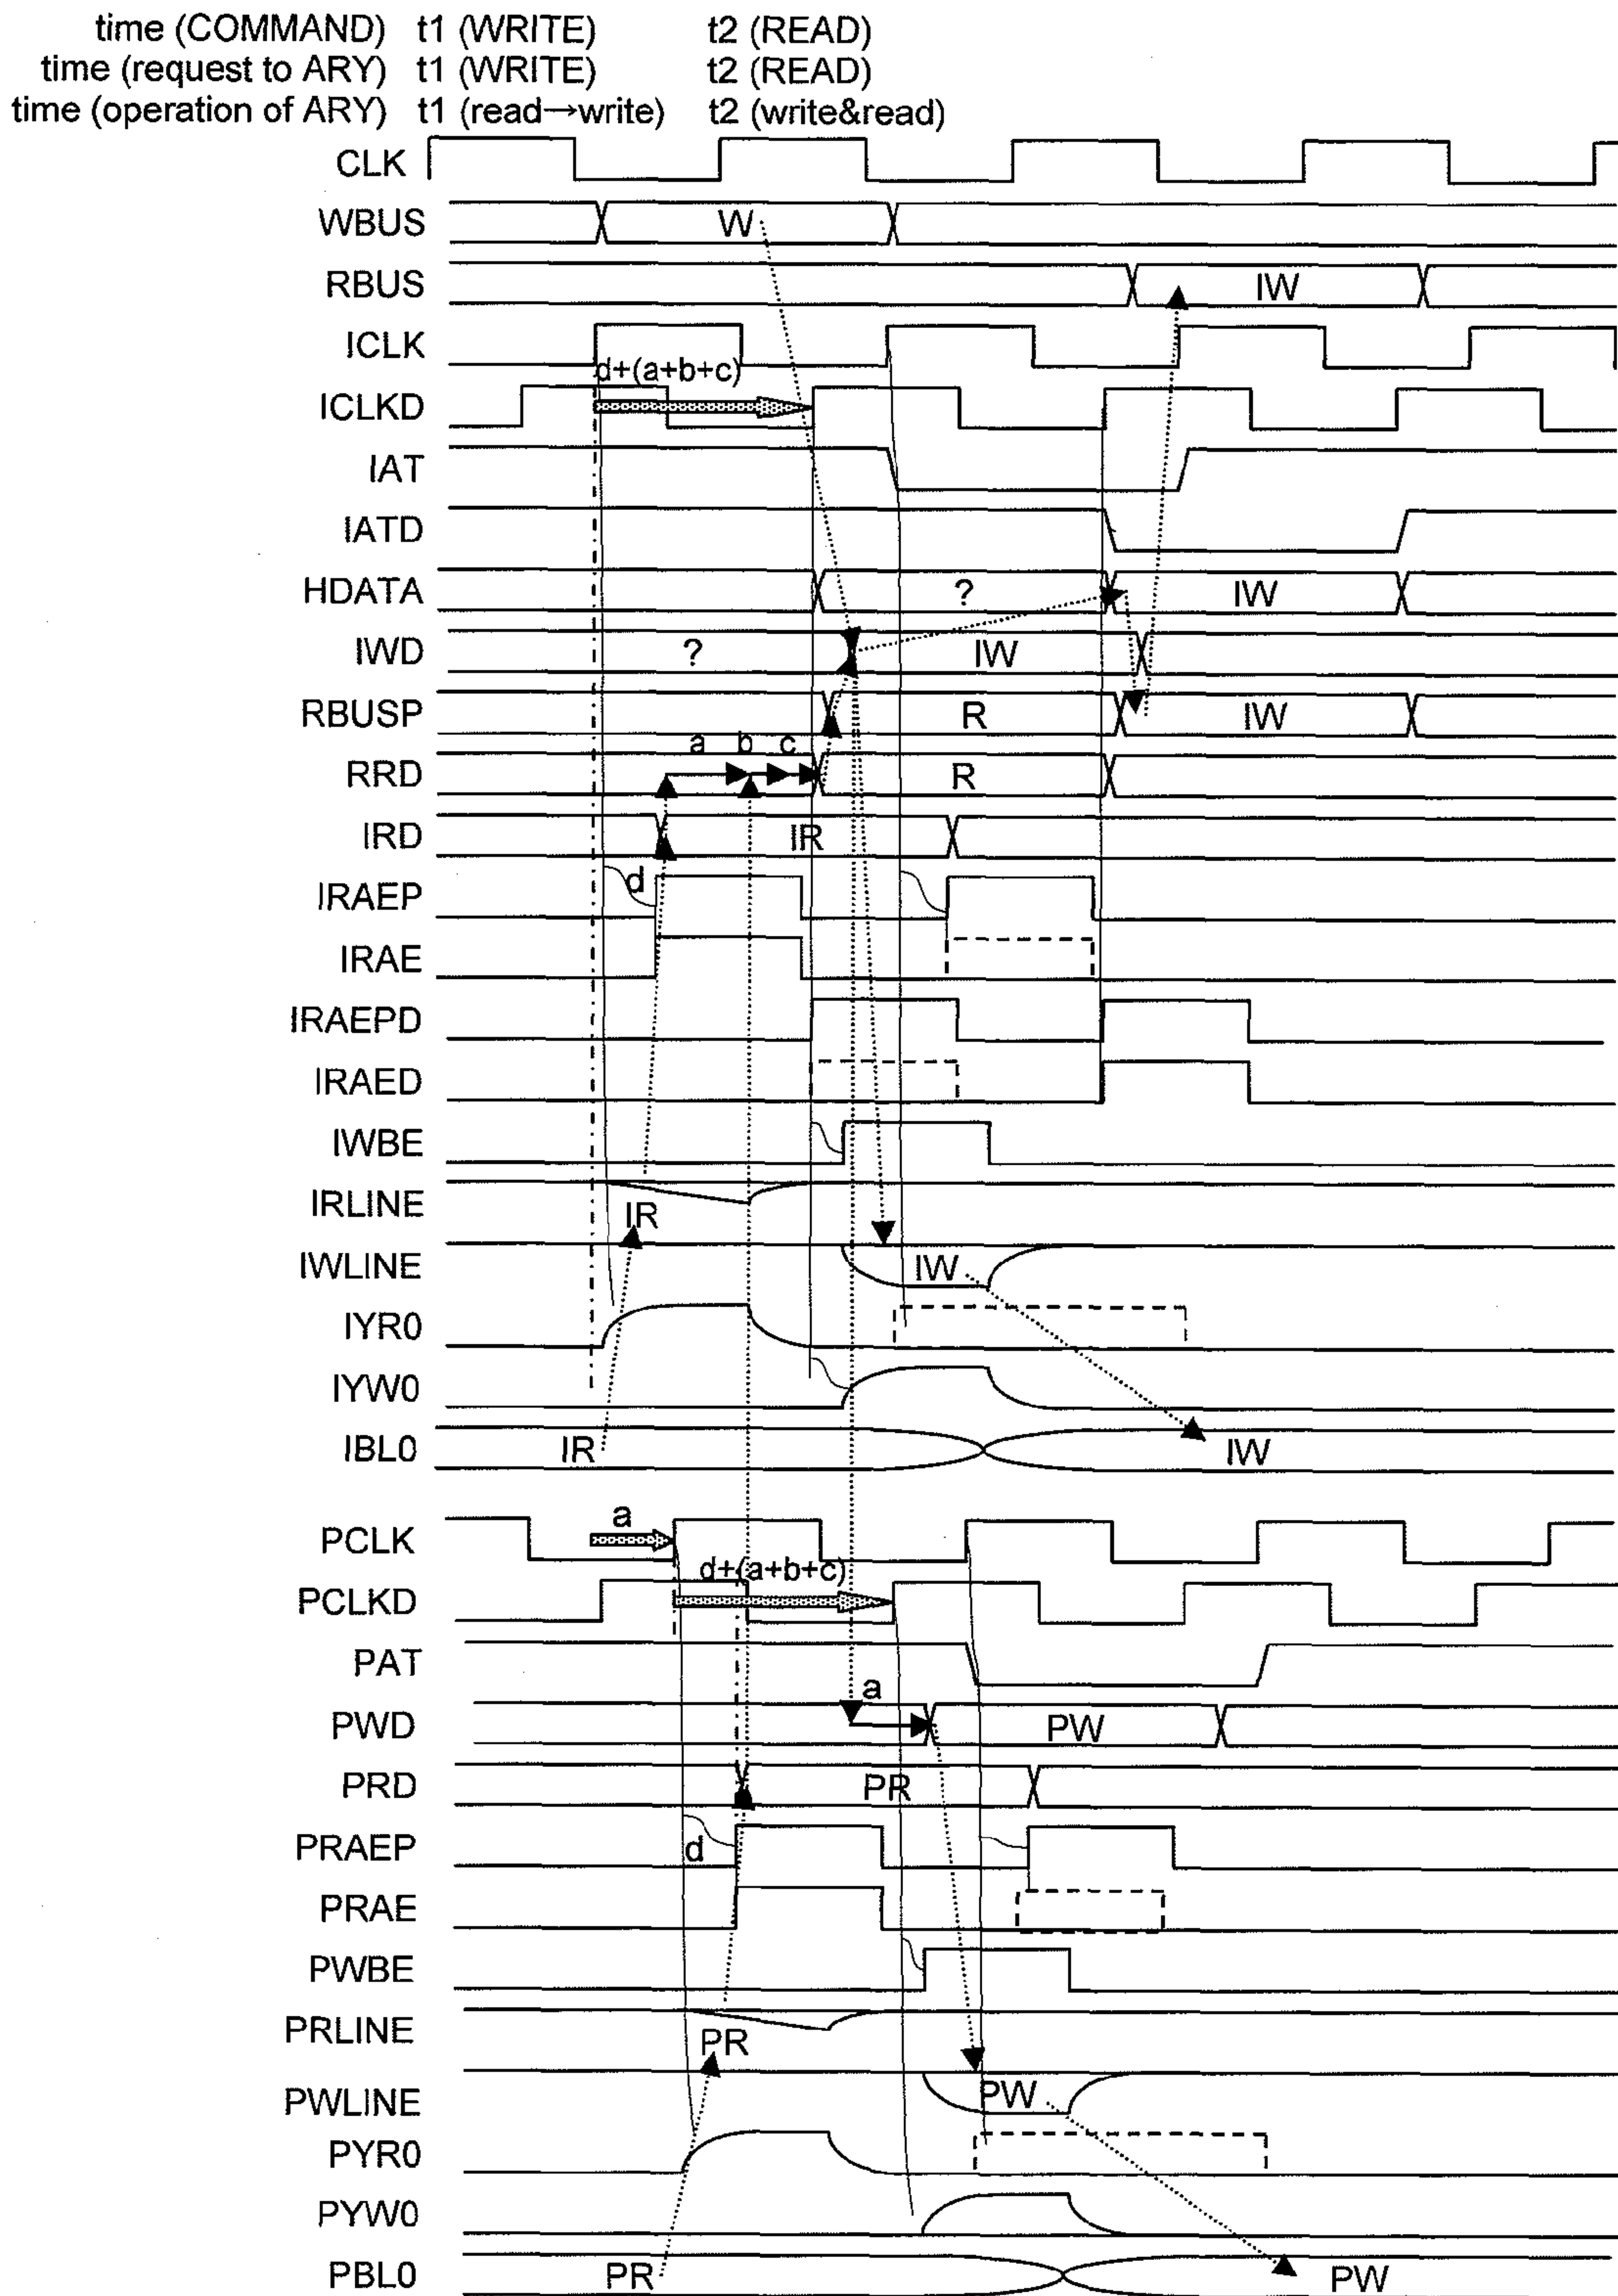 time (COMMAND) t1 (WRITE) t2 (READ)
time (request to ARY) t1 (WRITE) t2 (READ)
time (operation of ARY) t1 (read→write) t2 (write&read)
CLK
WBUS W
RBUS IW
ICLK
d+(a+b+c)
ICLKD
IAT
IATD
HDATA ? IW
IWD ? IW
RBUSP R IW
a b c
RRD R
IRD IR
IRAEP d
IRAE
IRAEPD
IRAED
IWBE
IRLINE
IR
IWLINE IW
IYR0
IYW0
IBL0 IR IW
a
PCLK
d+(a+b+c)
PCLKD
PAT
a
PWD PW
PRD PR
PRAEP d
PRAE
PWBE
PRLINE
PR
PWLINE PW
PYR0
PYW0
PBL0 PR PW